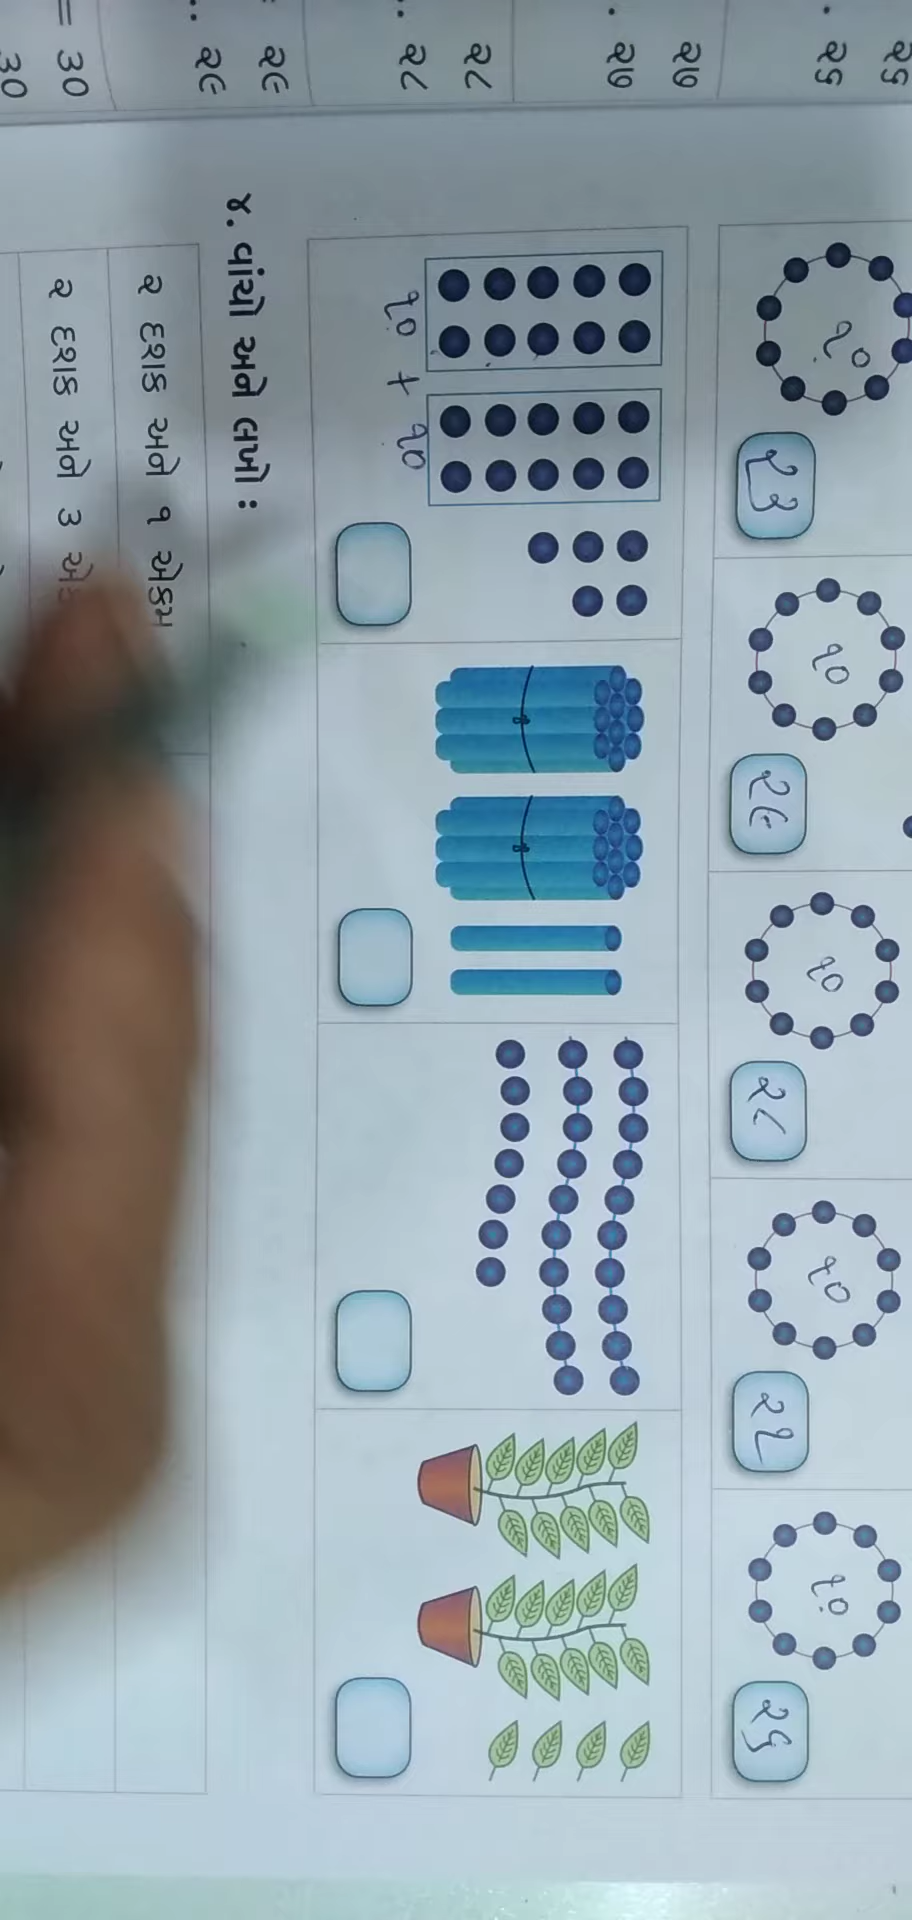 = ૩૦
૩૦
.. ૨૯
૨૯
.. ૨૮
૨૮
. ૨૭
૨૭
. ૨૬
૨૬
૧૦ ૧૦ ૧૦ ૧૦ ૧૦
૨૩ ૨૯ ૨૮ ૨૨ ૨૬
૧૦ + ૧૦
૪. વાંચો અને લખો :
૨ દશક અને ૧ એકમ
૨ દશક અને ૩